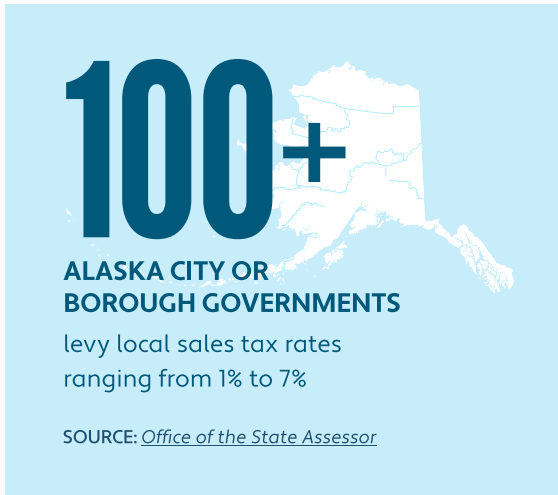 100+
ALASKA CITY OR
BOROUGH GOVERNMENTS
levy local sales tax rates
ranging from 1% to 7%
SOURCE: Office of the State Assessor